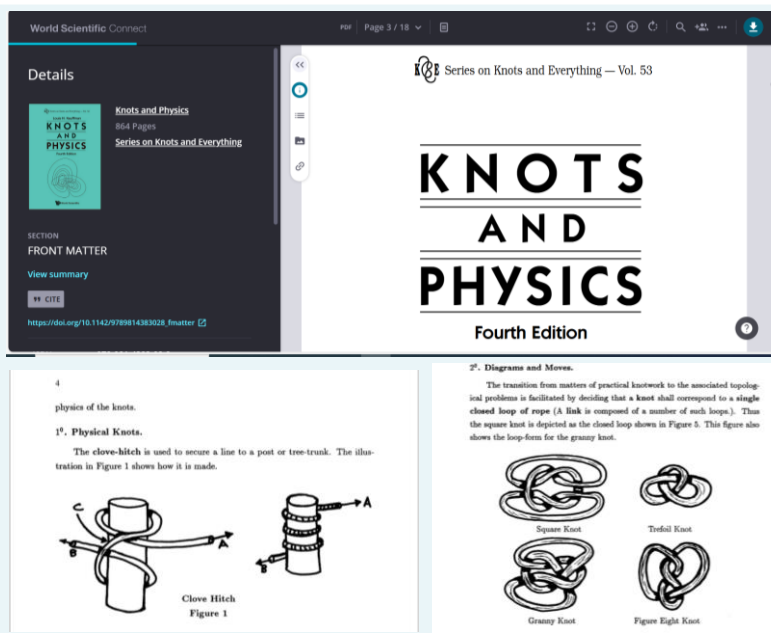 World Scientific Connect
PDF Page 3 / 18
Details
Knots and Physics
864 Pages
Series on Knots and Everything
KNOTS
AND
PHYSICS
Fourth Edition
SECTION
FRONT MATTER
View summary
CITE
https://doi.org/10.1142/9789814383028_fmatter
K&E Series on Knots and Everything — Vol. 53
KNOTS
AND
PHYSICS
Fourth Edition
4
physics of the knots.
1⁰. Physical Knots.
The clove-hitch is used to secure a line to a post or tree-trunk. The illus-
tration in Figure 1 shows how it is made.
C
A
B
A
B
Clove Hitch
Figure 1
2⁰. Diagrams and Moves.
The transition from matters of practical knotwork to the associated topolog-
ical problems is facilitated by deciding that a knot shall correspond to a single
closed loop of rope (A link is composed of a number of such loops.). Thus
the square knot is depicted as the closed loop shown in Figure 5. This figure also
shows the loop-form for the granny knot.
Square Knot
Trefoil Knot
Granny Knot
Figure Eight Knot